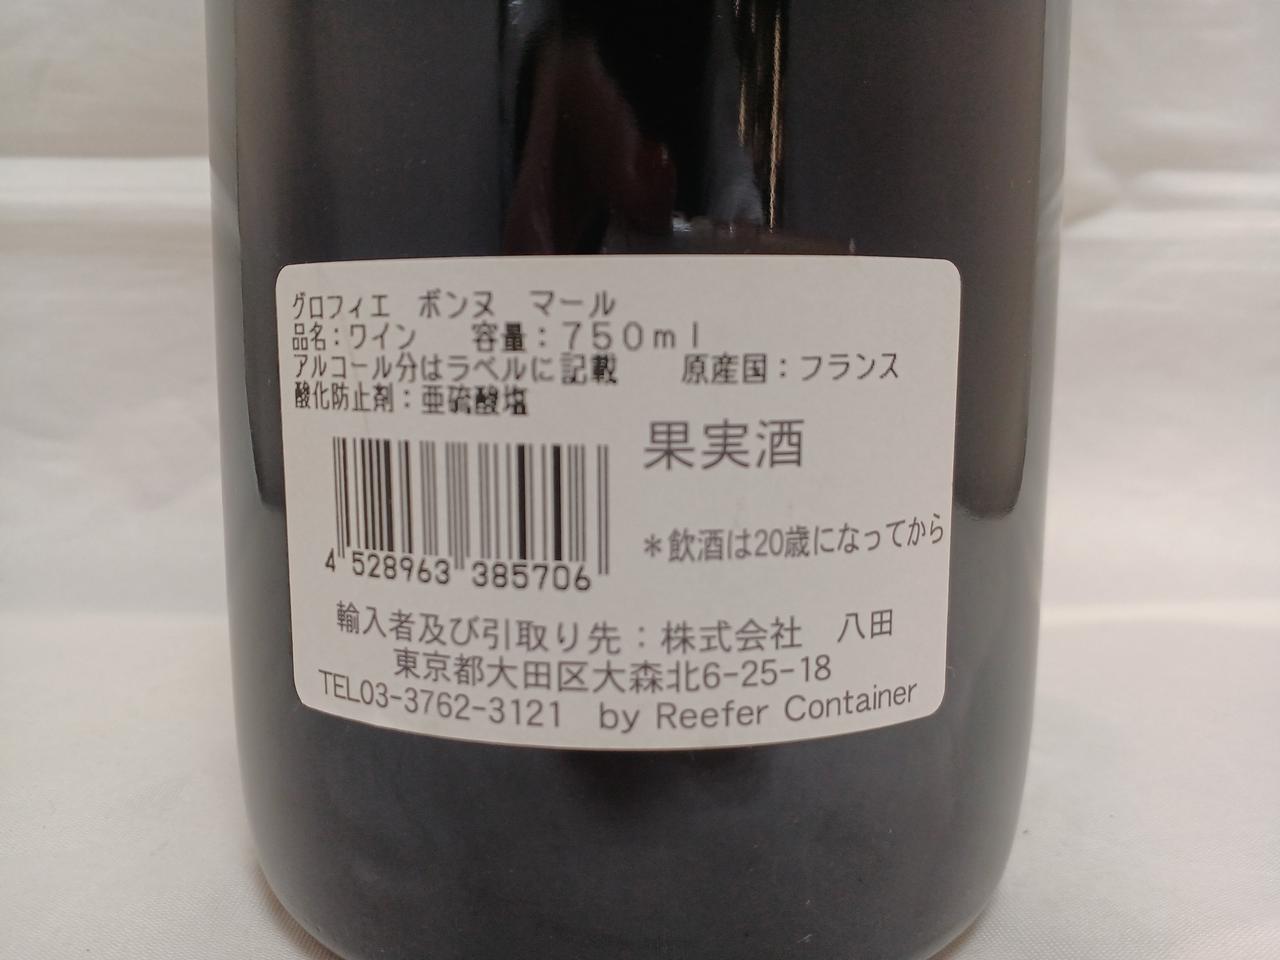 グロフィエ　ボンヌ　マール
品名：ワイン　　容量：７５０ｍｌ
アルコール分はラベルに記載　　原産国：フランス
酸化防止剤：亜硫酸塩
果実酒
＊飲酒は20歳になってから
4 528963 385706
輸入者及び引取り先：株式会社　八田
東京都大田区大森北6-25-18
TEL03-3762-3121　by Reefer Container